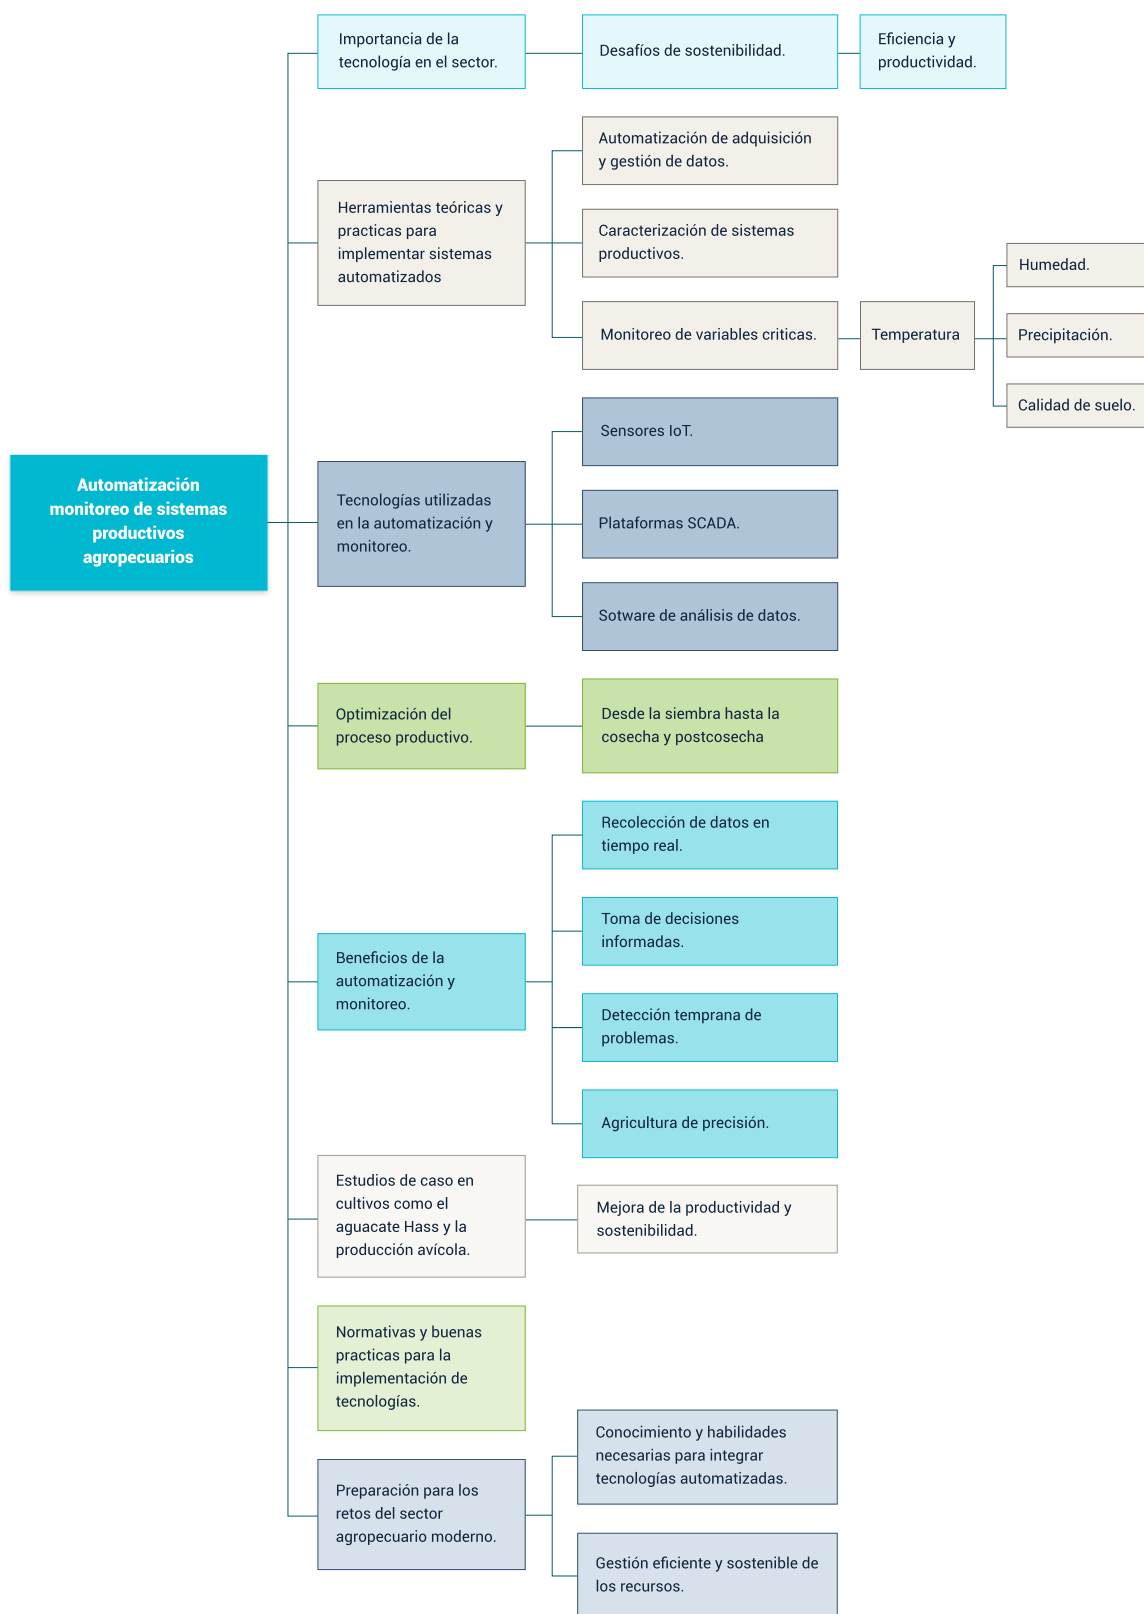 Importancia de la
tecnología en el sector.
Desafíos de sostenibilidad.
Eficiencia y
productividad.
Automatización de adquisición
y gestión de datos.
Herramientas teóricas y
practicas para
implementar sistemas
automatizados
Caracterización de sistemas
productivos.
Monitoreo de variables criticas.
Temperatura
Humedad.
Precipitación.
Calidad de suelo.
Automatización
monitoreo de sistemas
productivos
agropecuarios
Tecnologías utilizadas
en la automatización y
monitoreo.
Sensores IoT.
Plataformas SCADA.
Sotware de análisis de datos.
Optimización del
proceso productivo.
Desde la siembra hasta la
cosecha y postcosecha
Beneficios de la
automatización y
monitoreo.
Recolección de datos en
tiempo real.
Toma de decisiones
informadas.
Detección temprana de
problemas.
Agricultura de precisión.
Estudios de caso en
cultivos como el
aguacate Hass y la
producción avícola.
Mejora de la productividad y
sostenibilidad.
Normativas y buenas
practicas para la
implementación de
tecnologías.
Preparación para los
retos del sector
agropecuario moderno.
Conocimiento y habilidades
necesarias para integrar
tecnologías automatizadas.
Gestión eficiente y sostenible de
los recursos.